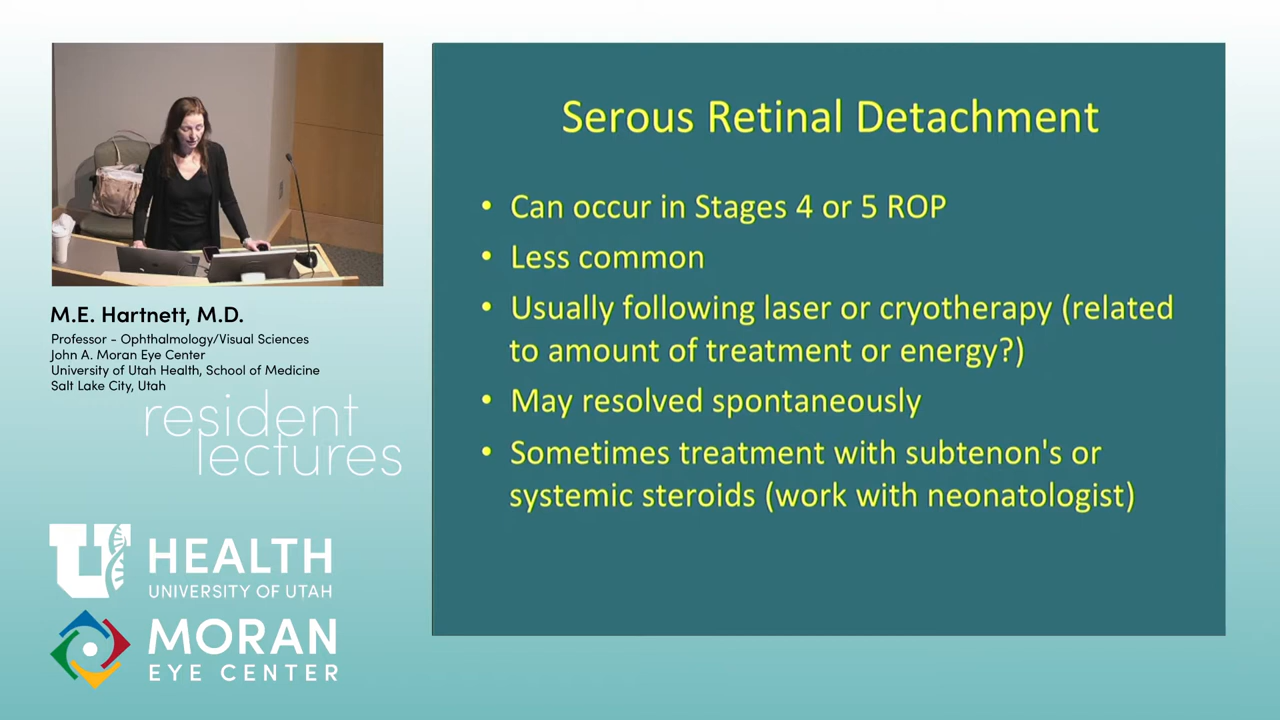 M.E. Hartnett, M.D.
Professor - Ophthalmology/Visual Sciences
John A. Moran Eye Center
University of Utah Health, School of Medicine
Salt Lake City, Utah
resident
lectures
U HEALTH
UNIVERSITY OF UTAH
MORAN
EYE CENTER
Serous Retinal Detachment
• Can occur in Stages 4 or 5 ROP
• Less common
• Usually following laser or cryotherapy (related
to amount of treatment or energy?)
• May resolved spontaneously
• Sometimes treatment with subtenon's or
systemic steroids (work with neonatologist)